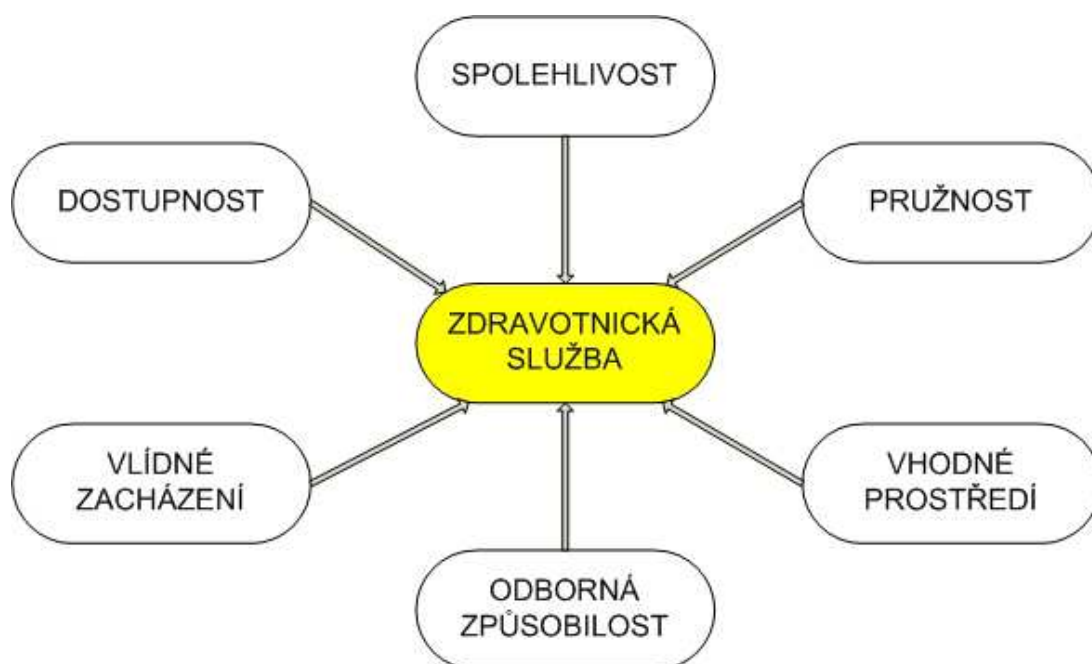 SPOLEHLIVOST
DOSTUPNOST
PRUŽNOST
ZDRAVOTNICKÁ
SLUŽBA
VLÍDNÉ
ZACHÁZENÍ
VHODNÉ
PROSTŘEDÍ
ODBORNÁ
ZPŮSOBILOST